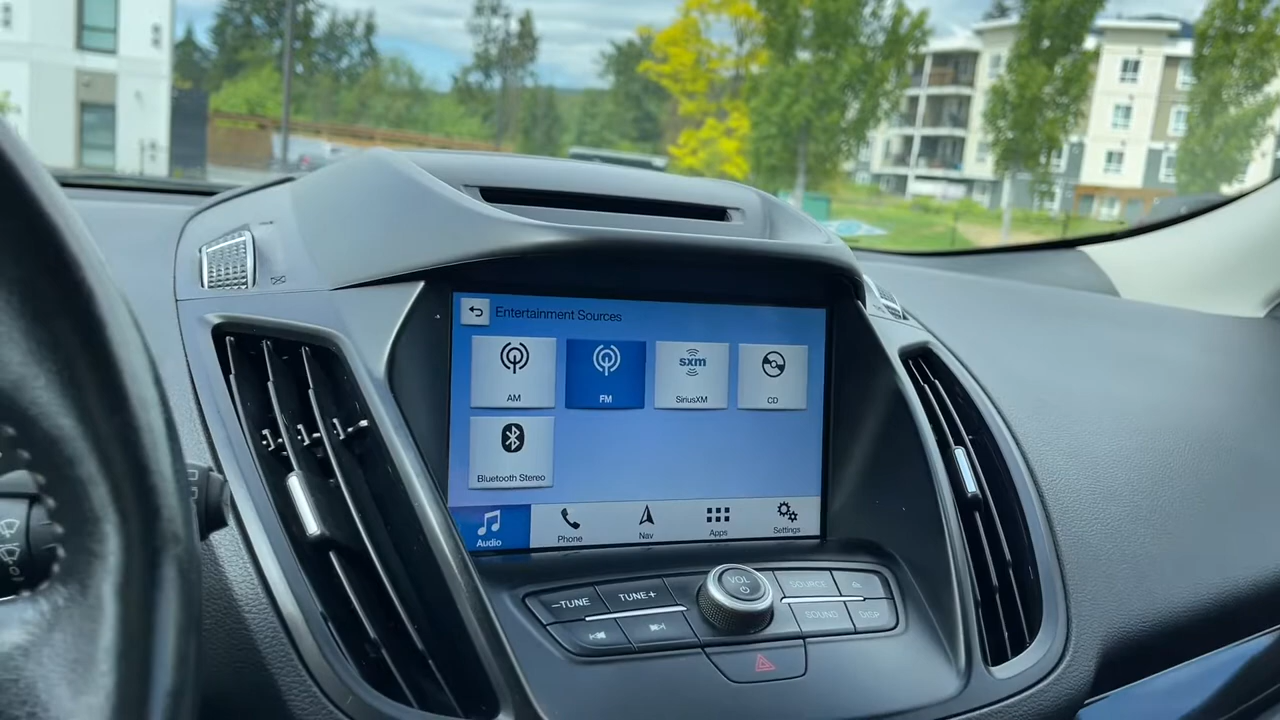 Entertainment Sources
AM
FM
sxm
SiriusXM
CD
Bluetooth Stereo
Audio
Phone
Nav
Apps
Settings
–TUNE
TUNE+
VOL
SOURCE
SOUND
DISP